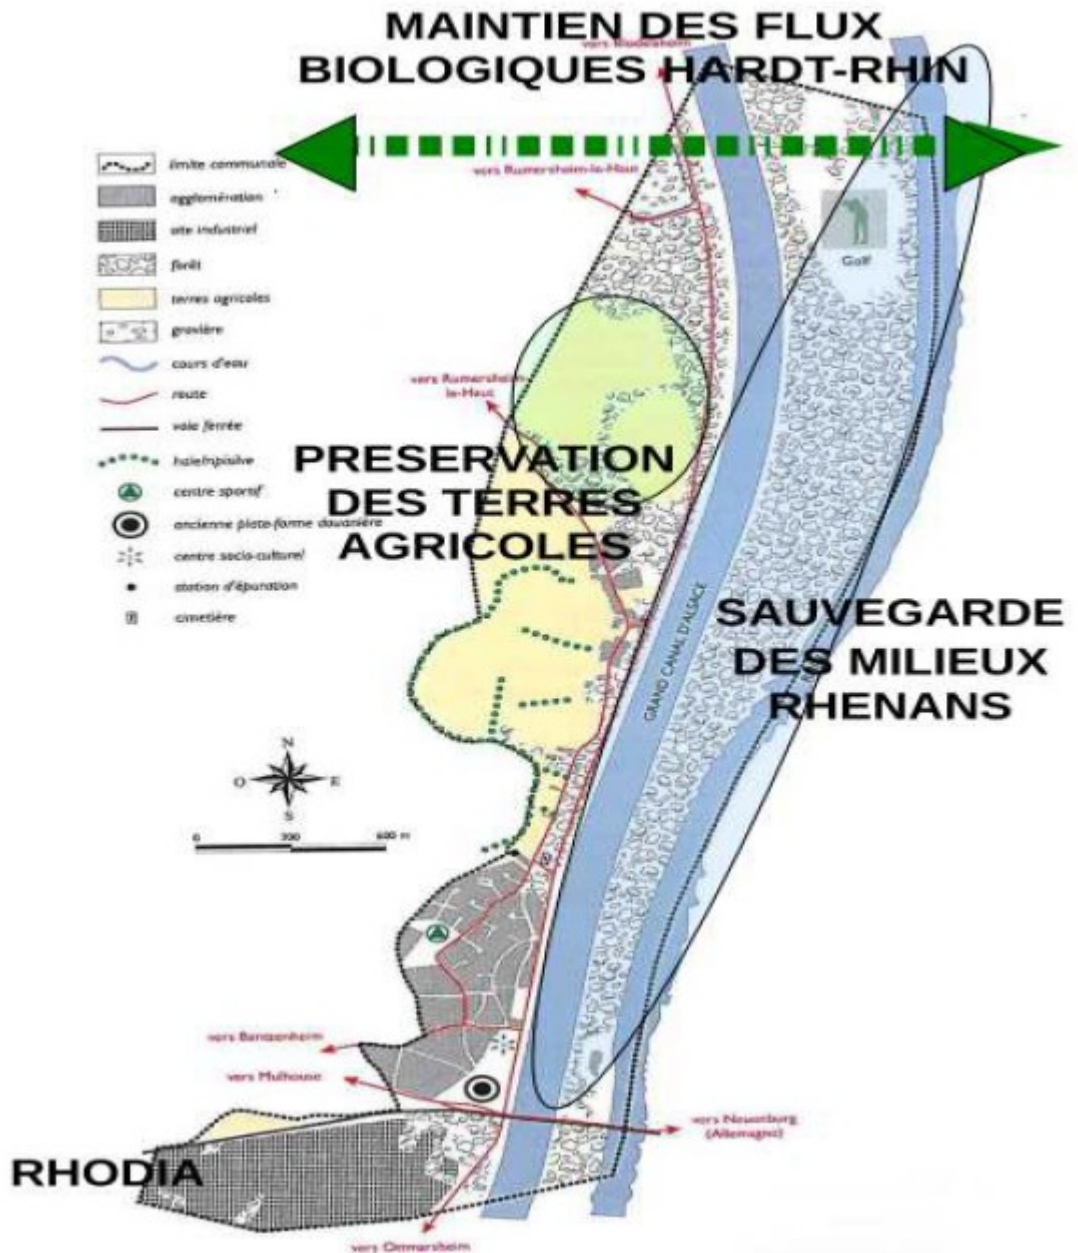 MAINTIEN DES FLUX
BIOLOGIQUES HARDT-RHIN
vers Rumersheim-le-Haut
limite communale
agglomération
site industriel
forêt
terres agricoles
gravière
cours d'eau
route
voie ferrée
haie/ripisilve
centre sportif
ancienne plate-forme douanière
centre socio-culturel
station d'épuration
cimetière
Golf
vers Rumersheim-
le-Haut
PRESERVATION
DES TERRES
AGRICOLES
GRAND CANAL D'ALSACE
SAUVEGARDE
DES MILIEUX
RHENANS
N
O
E
S
0
300
600 m
vers Bantzenheim
vers Mulhouse
vers Neuenburg
(Allemagne)
RHODIA
vers Ottmarsheim